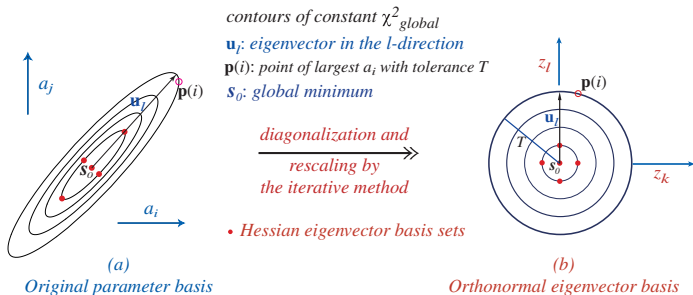 contours of constant χ²global
uₗ: eigenvector in the l-direction
p(i): point of largest aᵢ with tolerance T
s₀: global minimum
diagonalization and
rescaling by
the iterative method
• Hessian eigenvector basis sets
aⱼ
p(i)
uₗ
s₀
aᵢ
(a)
Original parameter basis
zₗ
p(i)
uₗ
T
s₀
zₖ
(b)
Orthonormal eigenvector basis